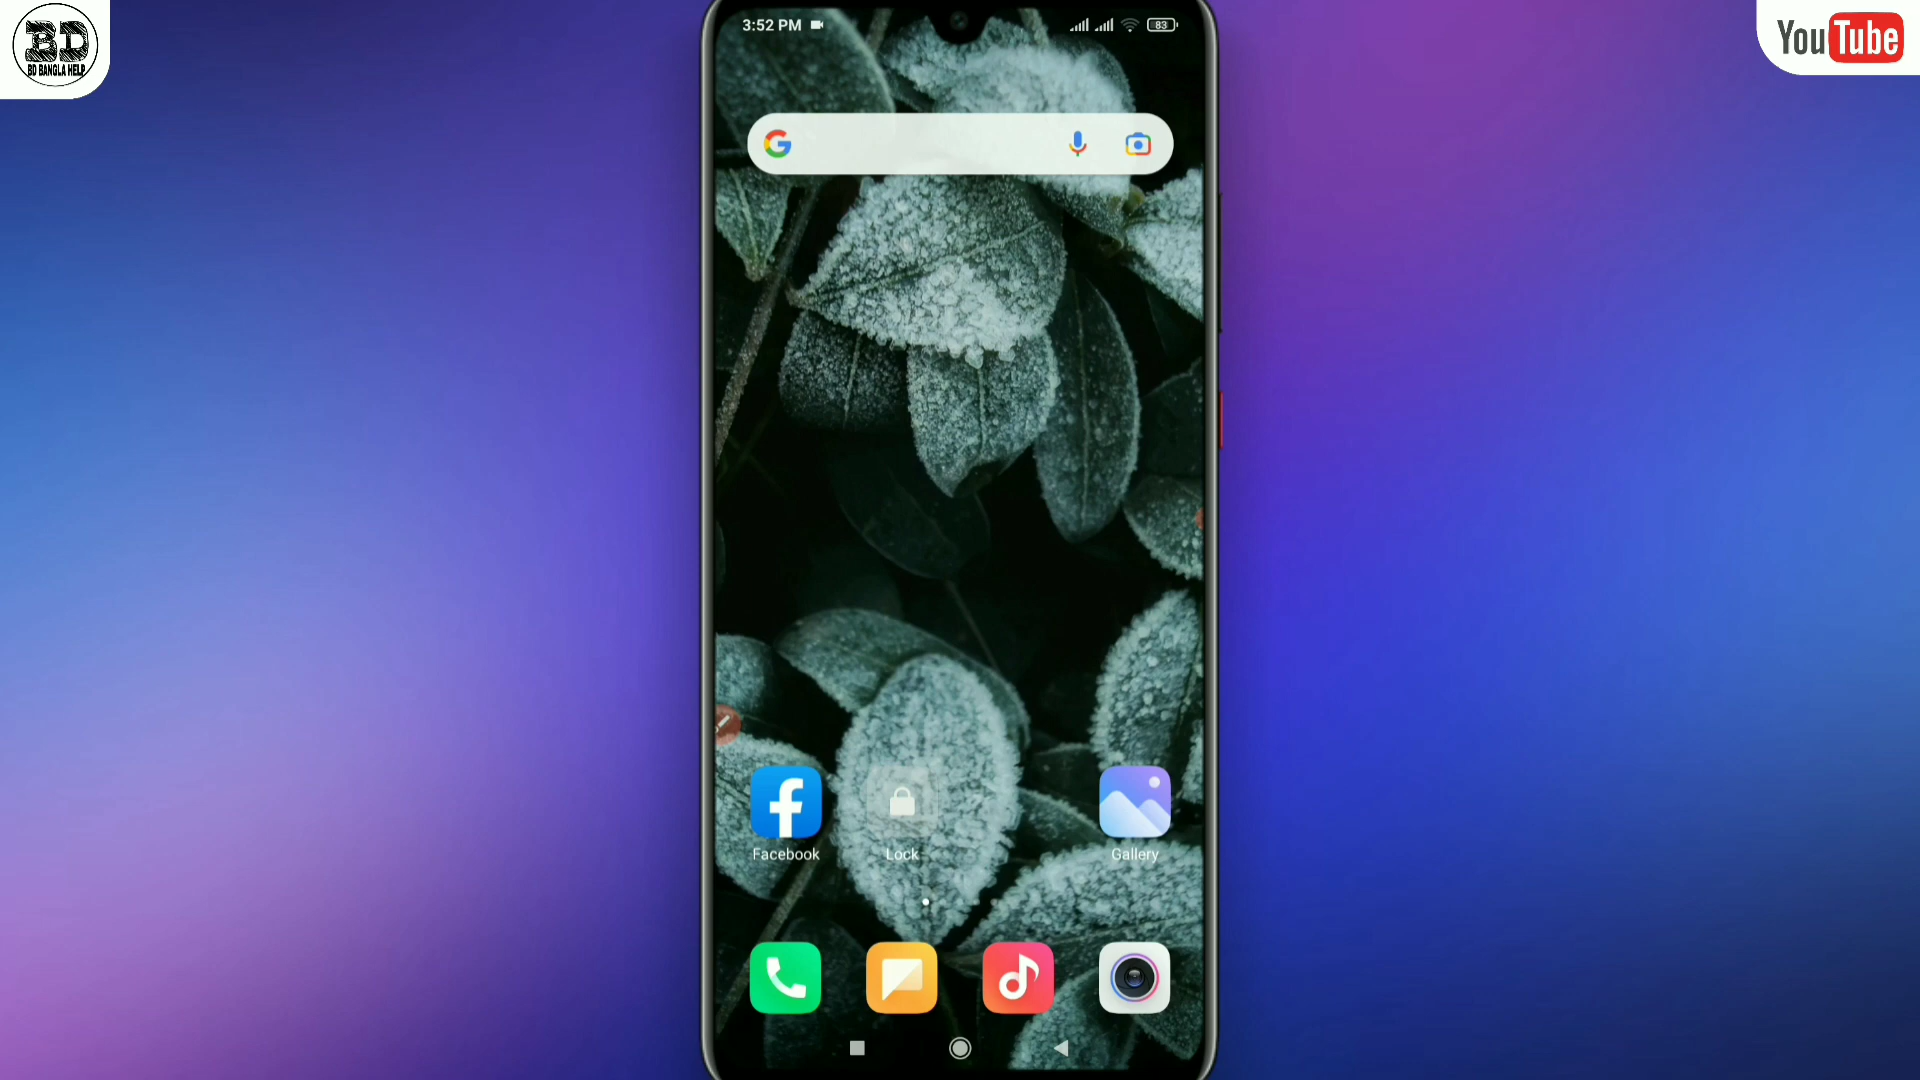 BD
BD BANGLA HELP
YouTube
3:52 PM
83
Facebook
Lock
Gallery